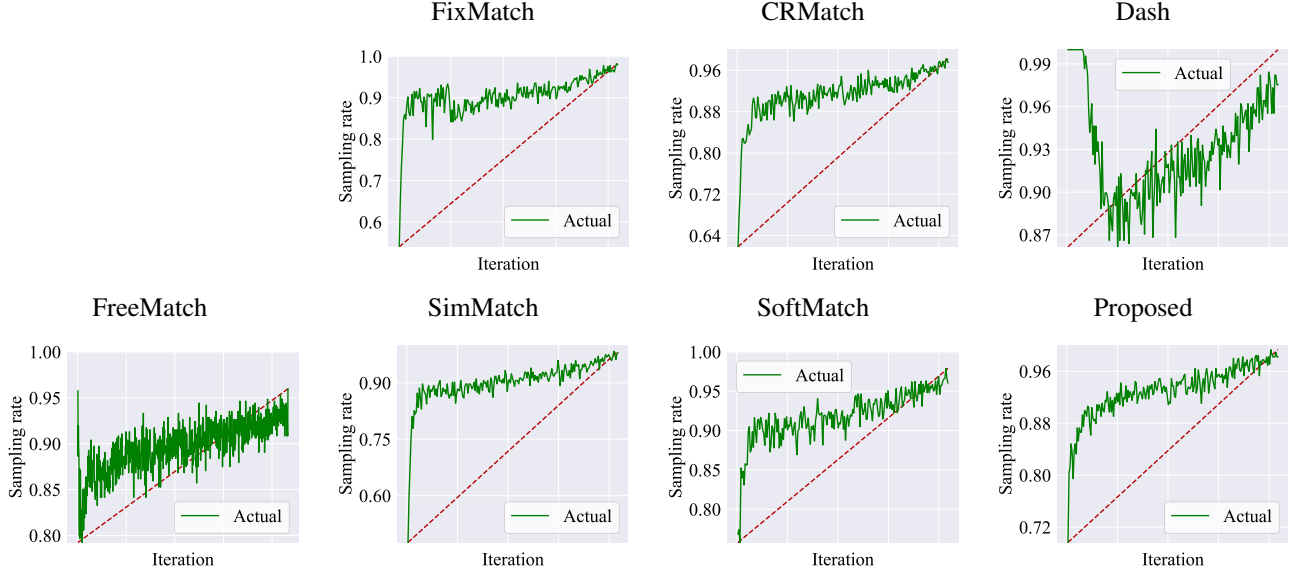 FixMatch
1.0
0.9
0.8
0.7
0.6
Sampling rate
Actual
Iteration
CRMatch
0.96
0.88
0.80
0.72
0.64
Sampling rate
Actual
Iteration
Dash
0.99
0.96
0.93
0.90
0.87
Sampling rate
Actual
Iteration
FreeMatch
1.00
0.95
0.90
0.85
0.80
Sampling rate
Actual
Iteration
SimMatch
0.90
0.75
0.60
Sampling rate
Actual
Iteration
SoftMatch
1.00
0.95
0.90
0.85
0.80
Sampling rate
Actual
Iteration
Proposed
0.96
0.88
0.80
0.72
Sampling rate
Actual
Iteration